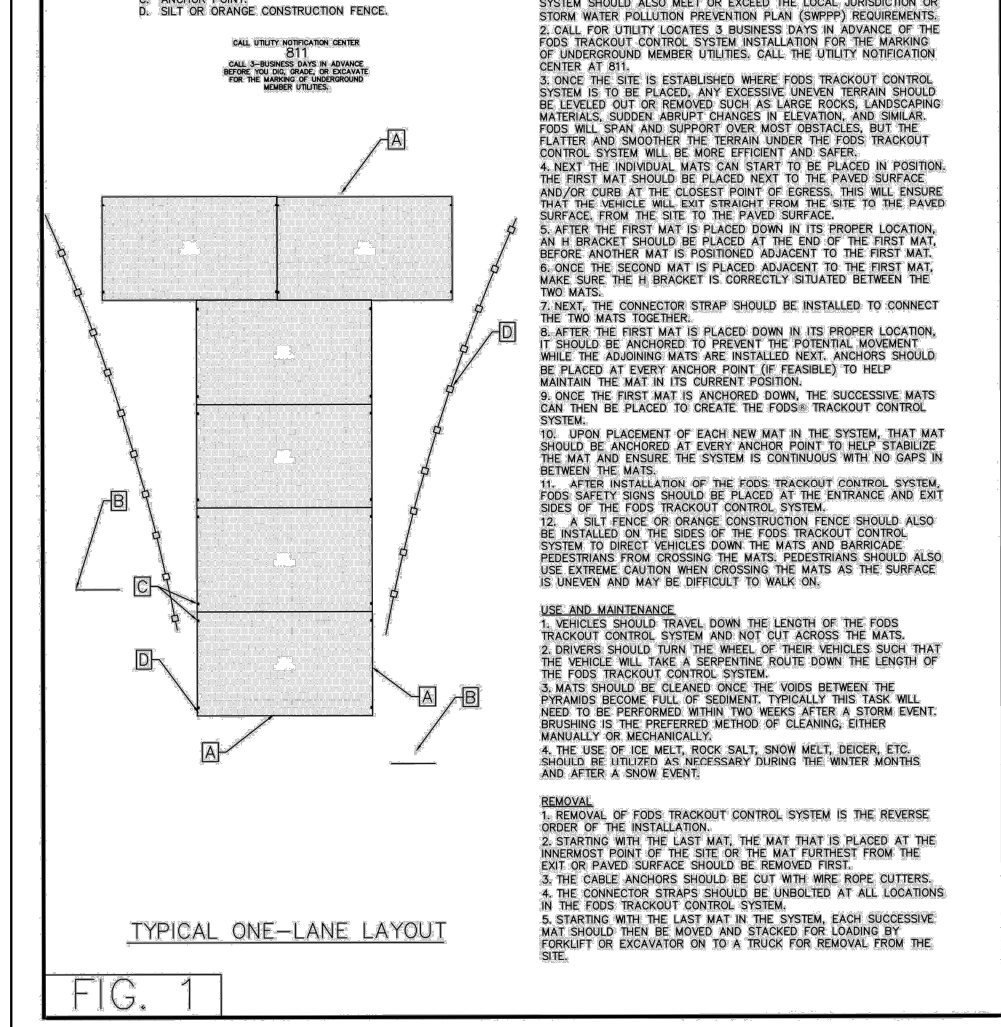 C. ANCHOR POINT.
D. SILT OR ORANGE CONSTRUCTION FENCE.
CALL UTILITY NOTIFICATION CENTER
811
CALL 3-BUSINESS DAYS IN ADVANCE
BEFORE YOU DIG, GRADE, OR EXCAVATE
FOR THE MARKING OF UNDERGROUND
MEMBER UTILITIES.
A
D
B
C
D
A
B
A
TYPICAL ONE-LANE LAYOUT
FIG. 1
SYSTEM SHOULD ALSO MEET OR EXCEED THE LOCAL JURISDICTION OR
STORM WATER POLLUTION PREVENTION PLAN (SWPPP) REQUIREMENTS.
2. CALL FOR UTILITY LOCATES 3 BUSINESS DAYS IN ADVANCE OF THE
FODS TRACKOUT CONTROL SYSTEM INSTALLATION FOR THE MARKING
OF UNDERGROUND MEMBER UTILITIES. CALL THE UTILITY NOTIFICATION
CENTER AT 811.
3. ONCE THE SITE IS ESTABLISHED WHERE FODS TRACKOUT CONTROL
SYSTEM IS TO BE PLACED, ANY EXCESSIVE UNEVEN TERRAIN SHOULD
BE LEVELED OUT OR REMOVED SUCH AS LARGE ROCKS, LANDSCAPING
MATERIALS, SUDDEN ABRUPT CHANGES IN ELEVATION, AND SIMILAR.
FODS WILL SPAN AND SUPPORT OVER MOST OBSTACLES, BUT THE
FLATTER AND SMOOTHER THE TERRAIN UNDER THE FODS TRACKOUT
CONTROL SYSTEM WILL BE MORE EFFICIENT AND SAFER.
4. NEXT THE INDIVIDUAL MATS CAN START TO BE PLACED IN POSITION.
THE FIRST MAT SHOULD BE PLACED NEXT TO THE PAVED SURFACE
AND/OR CURB AT THE CLOSEST POINT OF EGRESS. THIS WILL ENSURE
THAT THE VEHICLE WILL EXIT STRAIGHT FROM THE SITE TO THE PAVED
SURFACE, FROM THE SITE TO THE PAVED SURFACE.
5. AFTER THE FIRST MAT IS PLACED DOWN IN ITS PROPER LOCATION,
AN H BRACKET SHOULD BE PLACED AT THE END OF THE FIRST MAT,
BEFORE ANOTHER MAT IS POSITIONED ADJACENT TO THE FIRST MAT.
6. ONCE THE SECOND MAT IS PLACED ADJACENT TO THE FIRST MAT,
MAKE SURE THE H BRACKET IS CORRECTLY SITUATED BETWEEN THE
TWO MATS.
7. NEXT, THE CONNECTOR STRAP SHOULD BE INSTALLED TO CONNECT
THE TWO MATS TOGETHER.
8. AFTER THE FIRST MAT IS PLACED DOWN IN ITS PROPER LOCATION,
IT SHOULD BE ANCHORED TO PREVENT THE POTENTIAL MOVEMENT
WHILE THE ADJOINING MATS ARE INSTALLED NEXT. ANCHORS SHOULD
BE PLACED AT EVERY ANCHOR POINT (IF FEASIBLE) TO HELP
MAINTAIN THE MAT IN ITS CURRENT POSITION.
9. ONCE THE FIRST MAT IS ANCHORED DOWN, THE SUCCESSIVE MATS
CAN THEN BE PLACED TO CREATE THE FODS® TRACKOUT CONTROL
SYSTEM.
10. UPON PLACEMENT OF EACH NEW MAT IN THE SYSTEM, THAT MAT
SHOULD BE ANCHORED AT EVERY ANCHOR POINT TO HELP STABILIZE
THE MAT AND ENSURE THE SYSTEM IS CONTINUOUS WITH NO GAPS IN
BETWEEN THE MATS.
11. AFTER INSTALLATION OF THE FODS TRACKOUT CONTROL SYSTEM,
FODS SAFETY SIGNS SHOULD BE PLACED AT THE ENTRANCE AND EXIT
SIDES OF THE FODS TRACKOUT CONTROL SYSTEM.
12. A SILT FENCE OR ORANGE CONSTRUCTION FENCE SHOULD ALSO
BE INSTALLED ON THE SIDES OF THE FODS TRACKOUT CONTROL
SYSTEM TO DIRECT VEHICLES DOWN THE MATS AND BARRICADE
PEDESTRIANS FROM CROSSING THE MATS. PEDESTRIANS SHOULD ALSO
USE EXTREME CAUTION WHEN CROSSING THE MATS AS THE SURFACE
IS UNEVEN AND MAY BE DIFFICULT TO WALK ON.
USE AND MAINTENANCE
1. VEHICLES SHOULD TRAVEL DOWN THE LENGTH OF THE FODS
TRACKOUT CONTROL SYSTEM AND NOT CUT ACROSS THE MATS.
2. DRIVERS SHOULD TURN THE WHEEL OF THEIR VEHICLES SUCH THAT
THE VEHICLE WILL TAKE A SERPENTINE ROUTE DOWN THE LENGTH OF
THE FODS TRACKOUT CONTROL SYSTEM.
3. MATS SHOULD BE CLEANED ONCE THE VOIDS BETWEEN THE
PYRAMIDS BECOME FULL OF SEDIMENT. TYPICALLY THIS TASK WILL
NEED TO BE PERFORMED WITHIN TWO WEEKS AFTER A STORM EVENT.
BRUSHING IS THE PREFERRED METHOD OF CLEANING, EITHER
MANUALLY OR MECHANICALLY.
4. THE USE OF ICE MELT, ROCK SALT, SNOW MELT, DEICER, ETC.
SHOULD BE UTILIZED AS NECESSARY DURING THE WINTER MONTHS
AND AFTER A SNOW EVENT.
REMOVAL
1. REMOVAL OF FODS TRACKOUT CONTROL SYSTEM IS THE REVERSE
ORDER OF THE INSTALLATION.
2. STARTING WITH THE LAST MAT, THE MAT THAT IS PLACED AT THE
INNERMOST POINT OF THE SITE OR THE MAT FURTHEST FROM THE
EXIT OR PAVED SURFACE SHOULD BE REMOVED FIRST.
3. THE CABLE ANCHORS SHOULD BE CUT WITH WIRE ROPE CUTTERS.
4. THE CONNECTOR STRAPS SHOULD BE UNBOLTED AT ALL LOCATIONS
IN THE FODS TRACKOUT CONTROL SYSTEM.
5. STARTING WITH THE LAST MAT IN THE SYSTEM, EACH SUCCESSIVE
MAT SHOULD THEN BE MOVED AND STACKED FOR LOADING BY
FORKLIFT OR EXCAVATOR ON TO A TRUCK FOR REMOVAL FROM THE
SITE.